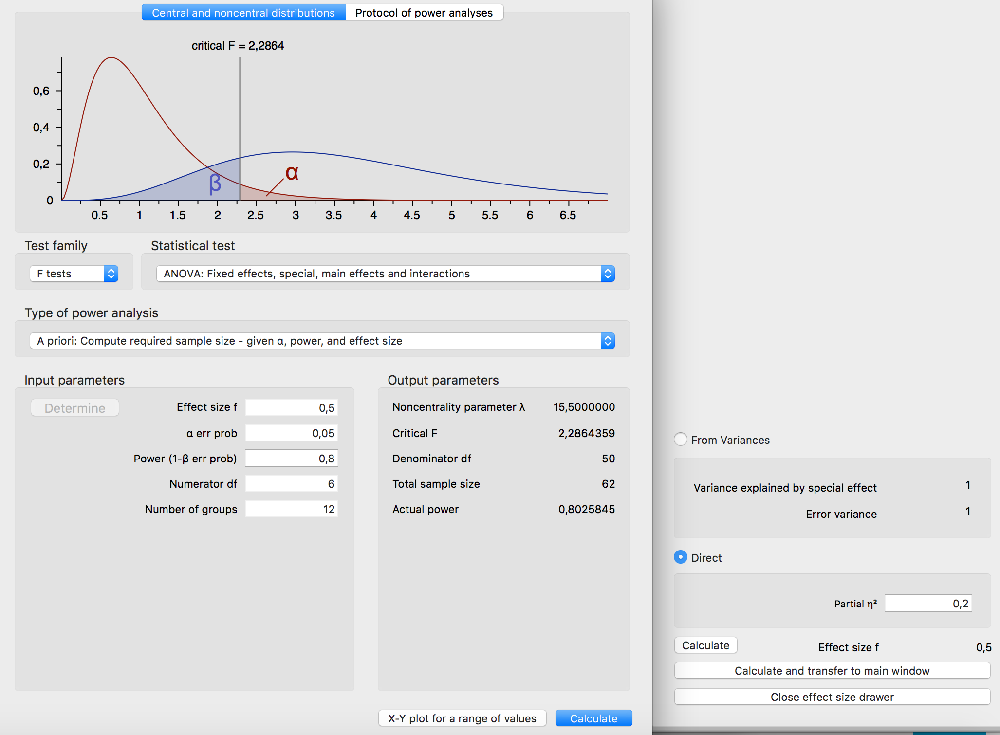 Central and noncentral distributions Protocol of power analyses
critical F = 2,2864
0,6
0,4
0,2
0
β
α
0.5 1 1.5 2 2.5 3 3.5 4 4.5 5 5.5 6 6.5
Test family Statistical test
F tests ANOVA: Fixed effects, special, main effects and interactions
Type of power analysis
A priori: Compute required sample size - given α, power, and effect size
Input parameters
Determine
Effect size f 0,5
α err prob 0,05
Power (1-β err prob) 0,8
Numerator df 6
Number of groups 12
Output parameters
Noncentrality parameter λ 15,5000000
Critical F 2,2864359
Denominator df 50
Total sample size 62
Actual power 0,8025845
X-Y plot for a range of values Calculate
From Variances
Variance explained by special effect 1
Error variance 1
Direct
Partial η² 0,2
Calculate Effect size f 0,5
Calculate and transfer to main window
Close effect size drawer